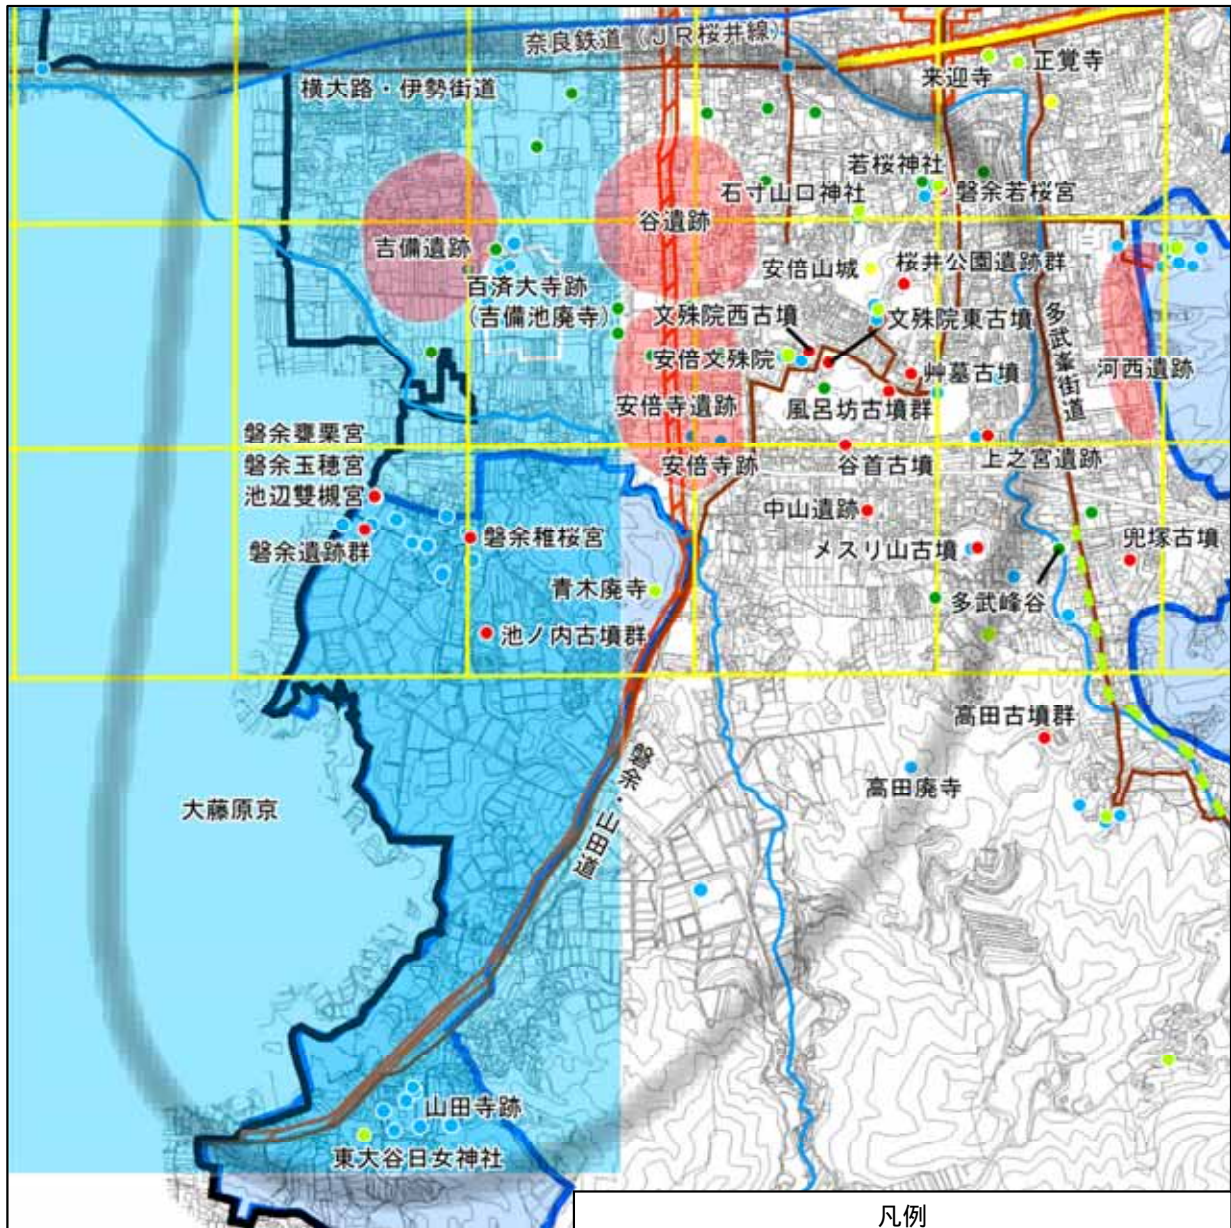 奈良鉄道（ＪＲ桜井線）
正覚寺
来迎寺
横大路・伊勢街道
若桜神社
石寸山口神社
磐余若桜宮
谷遺跡
吉備遺跡
安倍山城
桜井公園遺跡群
百済大寺跡
（吉備池廃寺）
文殊院西古墳
文殊院東古墳
多武峯街道
安倍文殊院
艸墓古墳
河西遺跡
風呂坊古墳群
安倍寺遺跡
磐余甕栗宮
安倍寺跡
谷首古墳
上之宮遺跡
磐余玉穂宮
池辺雙槻宮
中山遺跡
磐余遺跡群
磐余稚桜宮
メスリ山古墳
兜塚古墳
青木廃寺
多武峰谷
池ノ内古墳群
高田古墳群
磐余・山田道
高田廃寺
大藤原京
山田寺跡
東大谷日女神社
凡例